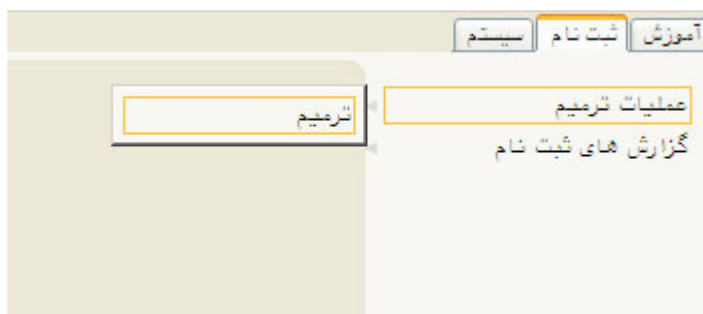 آموزش ثبت نام سیستم
عملیات ترمیم
ترمیم
گزارش های ثبت نام